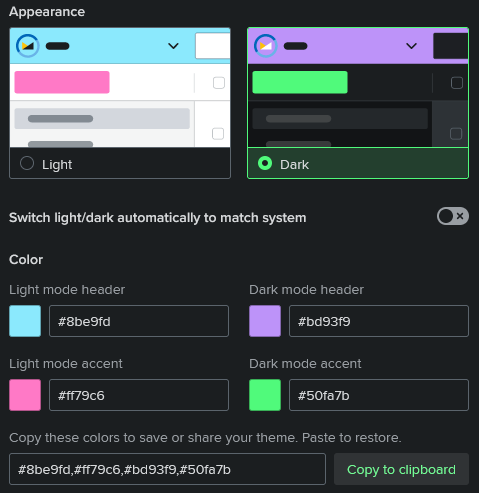 Appearance
Light
Dark
Switch light/dark automatically to match system
Color
Light mode header
Dark mode header
#8be9fd
#bd93f9
Light mode accent
Dark mode accent
#ff79c6
#50fa7b
Copy these colors to save or share your theme. Paste to restore.
#8be9fd,#ff79c6,#bd93f9,#50fa7b
Copy to clipboard